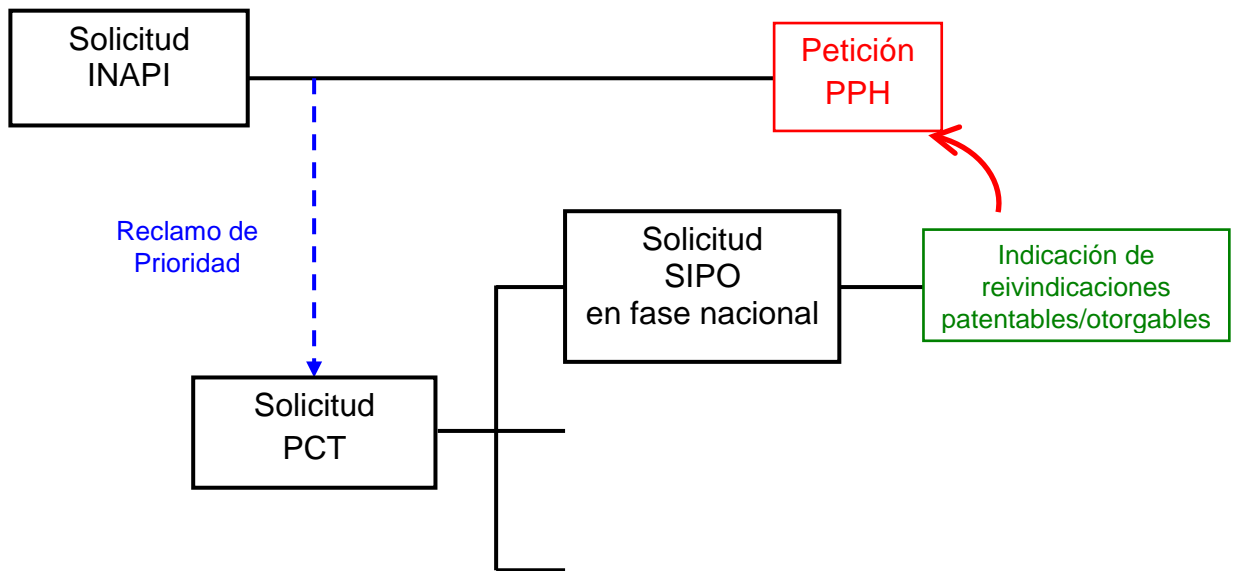 Solicitud
INAPI
Petición
PPH
Reclamo de
Prioridad
Solicitud
SIPO
en fase nacional
Indicación de
reivindicaciones
patentables/otorgables
Solicitud
PCT